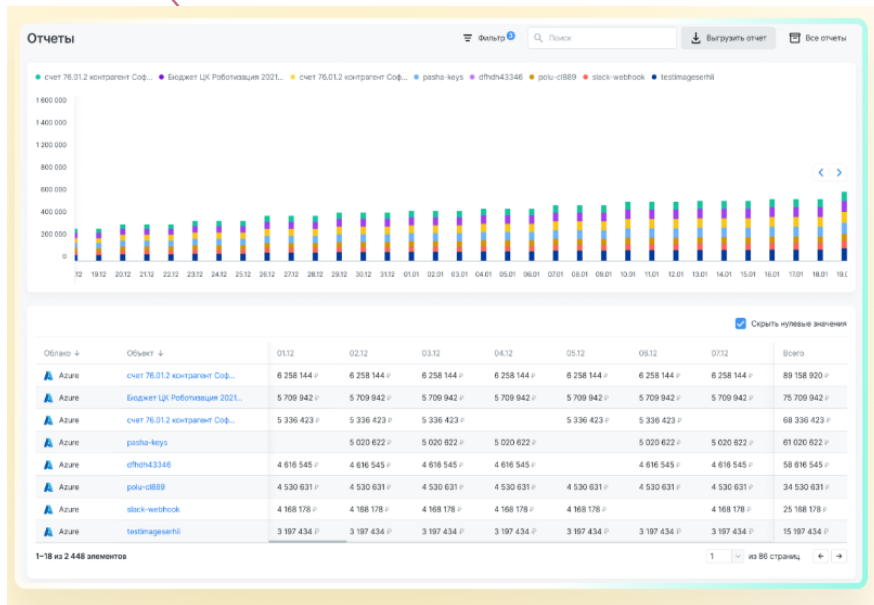 Отчеты
Фильтр 3
Поиск
Выгрузить отчет
Все отчеты
счет 76.01.2 контрагент Соф... Бюджет ЦК Роботизация 2021... счет 76.01.2 контрагент Соф... pasha-keys dfhdh43346 polu-cl889 slack-webhook testimageserhii
1 600 000
1 400 000
1 200 000
800 000
600 000
400 000
200 000
0
.12 19.12 20.12 21.12 22.12 23.12 24.12 25.12 26.12 27.12 28.12 29.12 30.12 31.12 01.01 02.01 03.01 04.01 05.01 06.01 07.01 08.01 09.01 10.01 11.01 12.01 13.01 14.01 15.01 16.01 17.01 18.01 19.0
Скрыть нулевые значения
Облако ↓ Объект ↓ 01.12 02.12 03.12 04.12 05.12 06.12 07.12 Всего
Azure счет 76.01.2 контрагент Соф... 6 258 144 ₽ 6 258 144 ₽ 6 258 144 ₽ 6 258 144 ₽ 6 258 144 ₽ 6 258 144 ₽ 6 258 144 ₽ 89 158 920 ₽
Azure Бюджет ЦК Роботизация 2021... 5 709 942 ₽ 5 709 942 ₽ 5 709 942 ₽ 5 709 942 ₽ 5 709 942 ₽ 5 709 942 ₽ 5 709 942 ₽ 75 709 942 ₽
Azure счет 76.01.2 контрагент Соф... 5 336 423 ₽ 5 336 423 ₽ 5 336 423 ₽ 5 336 423 ₽ 5 336 423 ₽ 68 336 423 ₽
Azure pasha-keys 5 020 622 ₽ 5 020 622 ₽ 5 020 622 ₽ 5 020 622 ₽ 5 020 622 ₽ 61 020 622 ₽
Azure dfhdh43346 4 616 545 ₽ 4 616 545 ₽ 4 616 545 ₽ 4 616 545 ₽ 4 616 545 ₽ 4 616 545 ₽ 58 616 545 ₽
Azure polu-cl889 4 530 631 ₽ 4 530 631 ₽ 4 530 631 ₽ 4 530 631 ₽ 4 530 631 ₽ 4 530 631 ₽ 4 530 631 ₽ 34 530 631 ₽
Azure slack-webhook 4 168 178 ₽ 4 168 178 ₽ 4 168 178 ₽ 4 168 178 ₽ 4 168 178 ₽ 4 168 178 ₽ 25 168 178 ₽
Azure testimageserhii 3 197 434 ₽ 3 197 434 ₽ 3 197 434 ₽ 3 197 434 ₽ 3 197 434 ₽ 3 197 434 ₽ 3 197 434 ₽ 15 197 434 ₽
1–18 из 2 448 элементов
1 из 86 страниц ← →